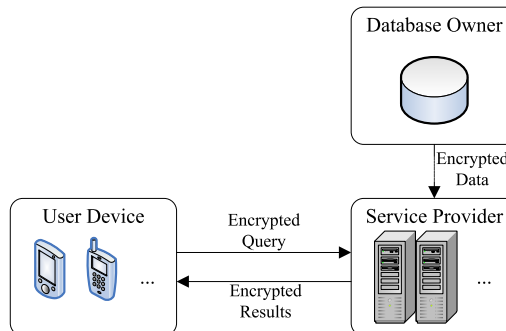 Database Owner
Encrypted
Data
User Device
...
Encrypted
Query
Encrypted
Results
Service Provider
...